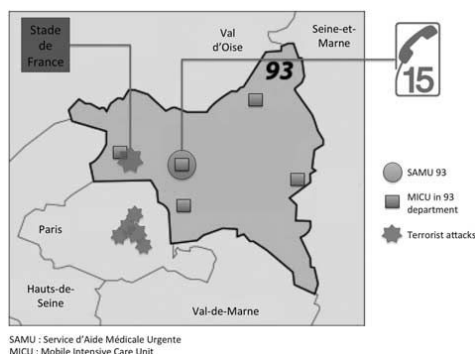 Stade
de
France
Val
d'Oise
Seine-et-
Marne
93
15
SAMU 93
MICU in 93
department
Terrorist attacks
Paris
Hauts-de-
Seine
Val-de-Marne
SAMU : Service d'Aide Médicale Urgente
MICU : Mobile Intensive Care Unit